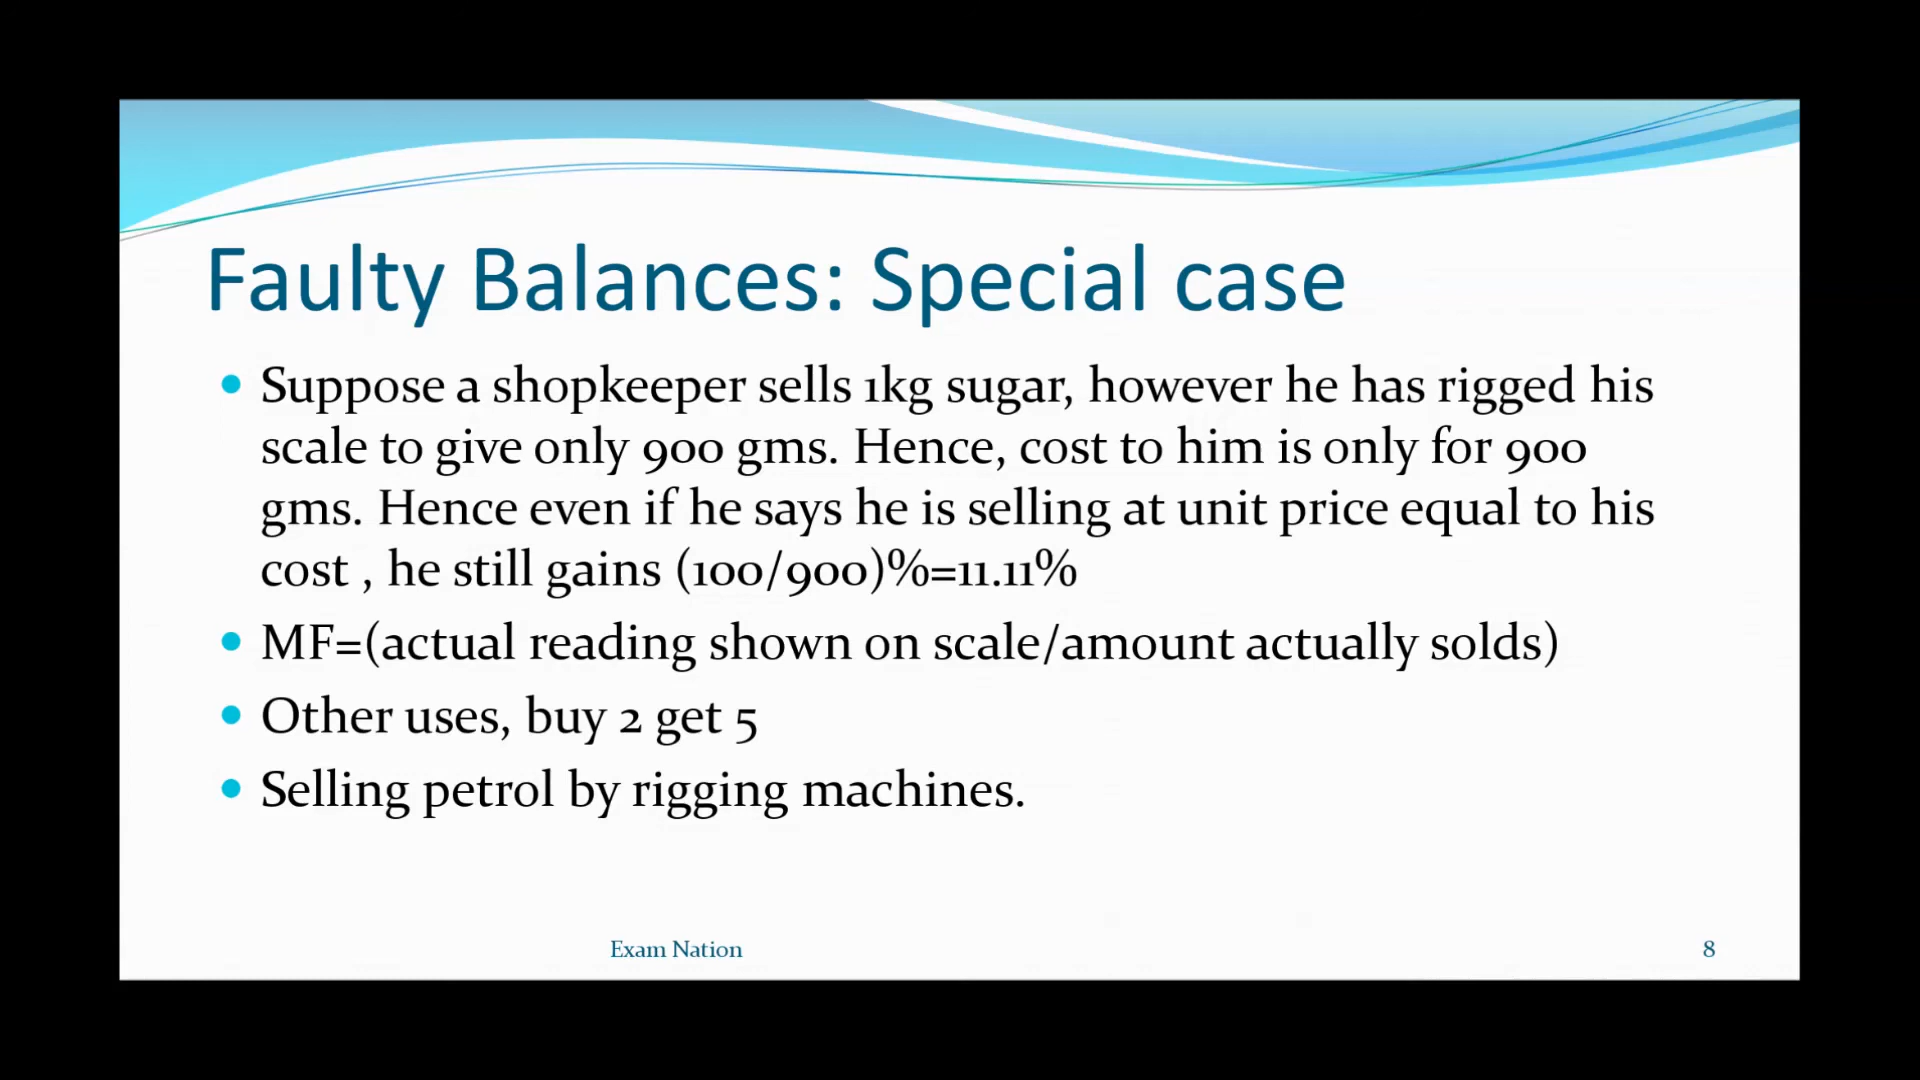 Faulty Balances: Special case
Suppose a shopkeeper sells 1kg sugar, however he has rigged his
scale to give only 900 gms. Hence, cost to him is only for 900
gms. Hence even if he says he is selling at unit price equal to his
cost , he still gains (100/900)%=11.11%
MF=(actual reading shown on scale/amount actually solds)
Other uses, buy 2 get 5
Selling petrol by rigging machines.
Exam Nation
8